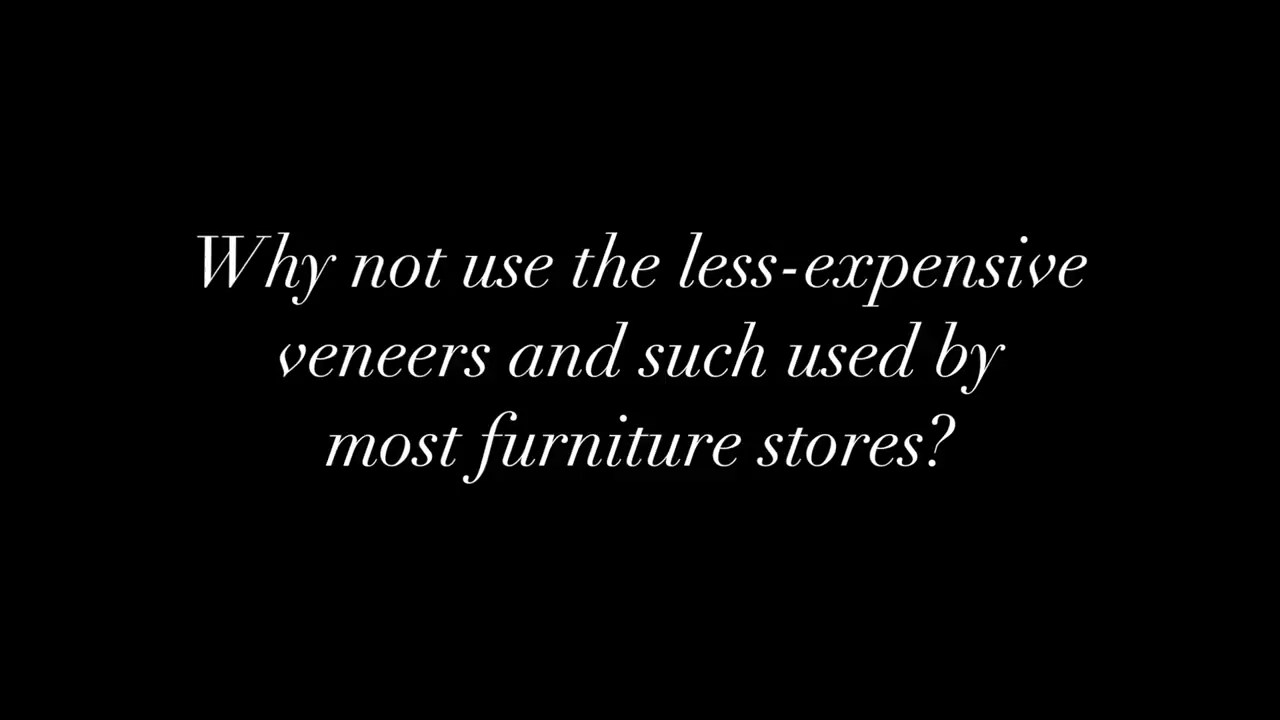 Why not use the less-expensive
veneers and such used by
most furniture stores?